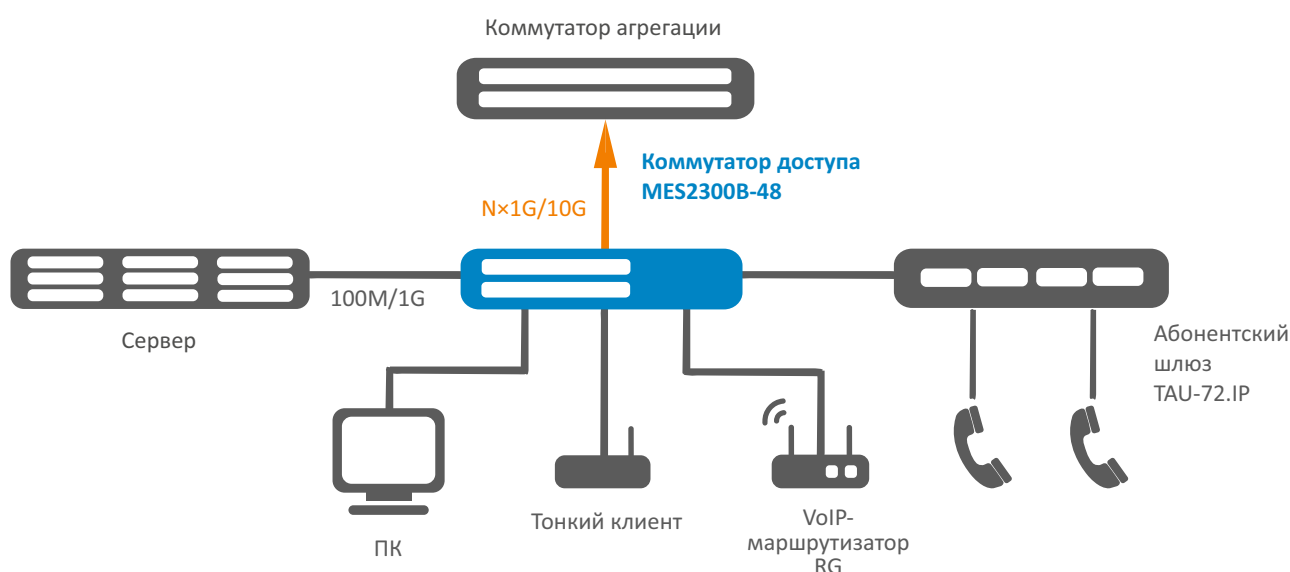 Коммутатор агрегации
Коммутатор доступа
MES2300B-48
N×1G/10G
100M/1G
Сервер
Абонентский
шлюз
TAU-72.IP
ПК
Тонкий клиент
VoIP-
маршрутизатор
RG